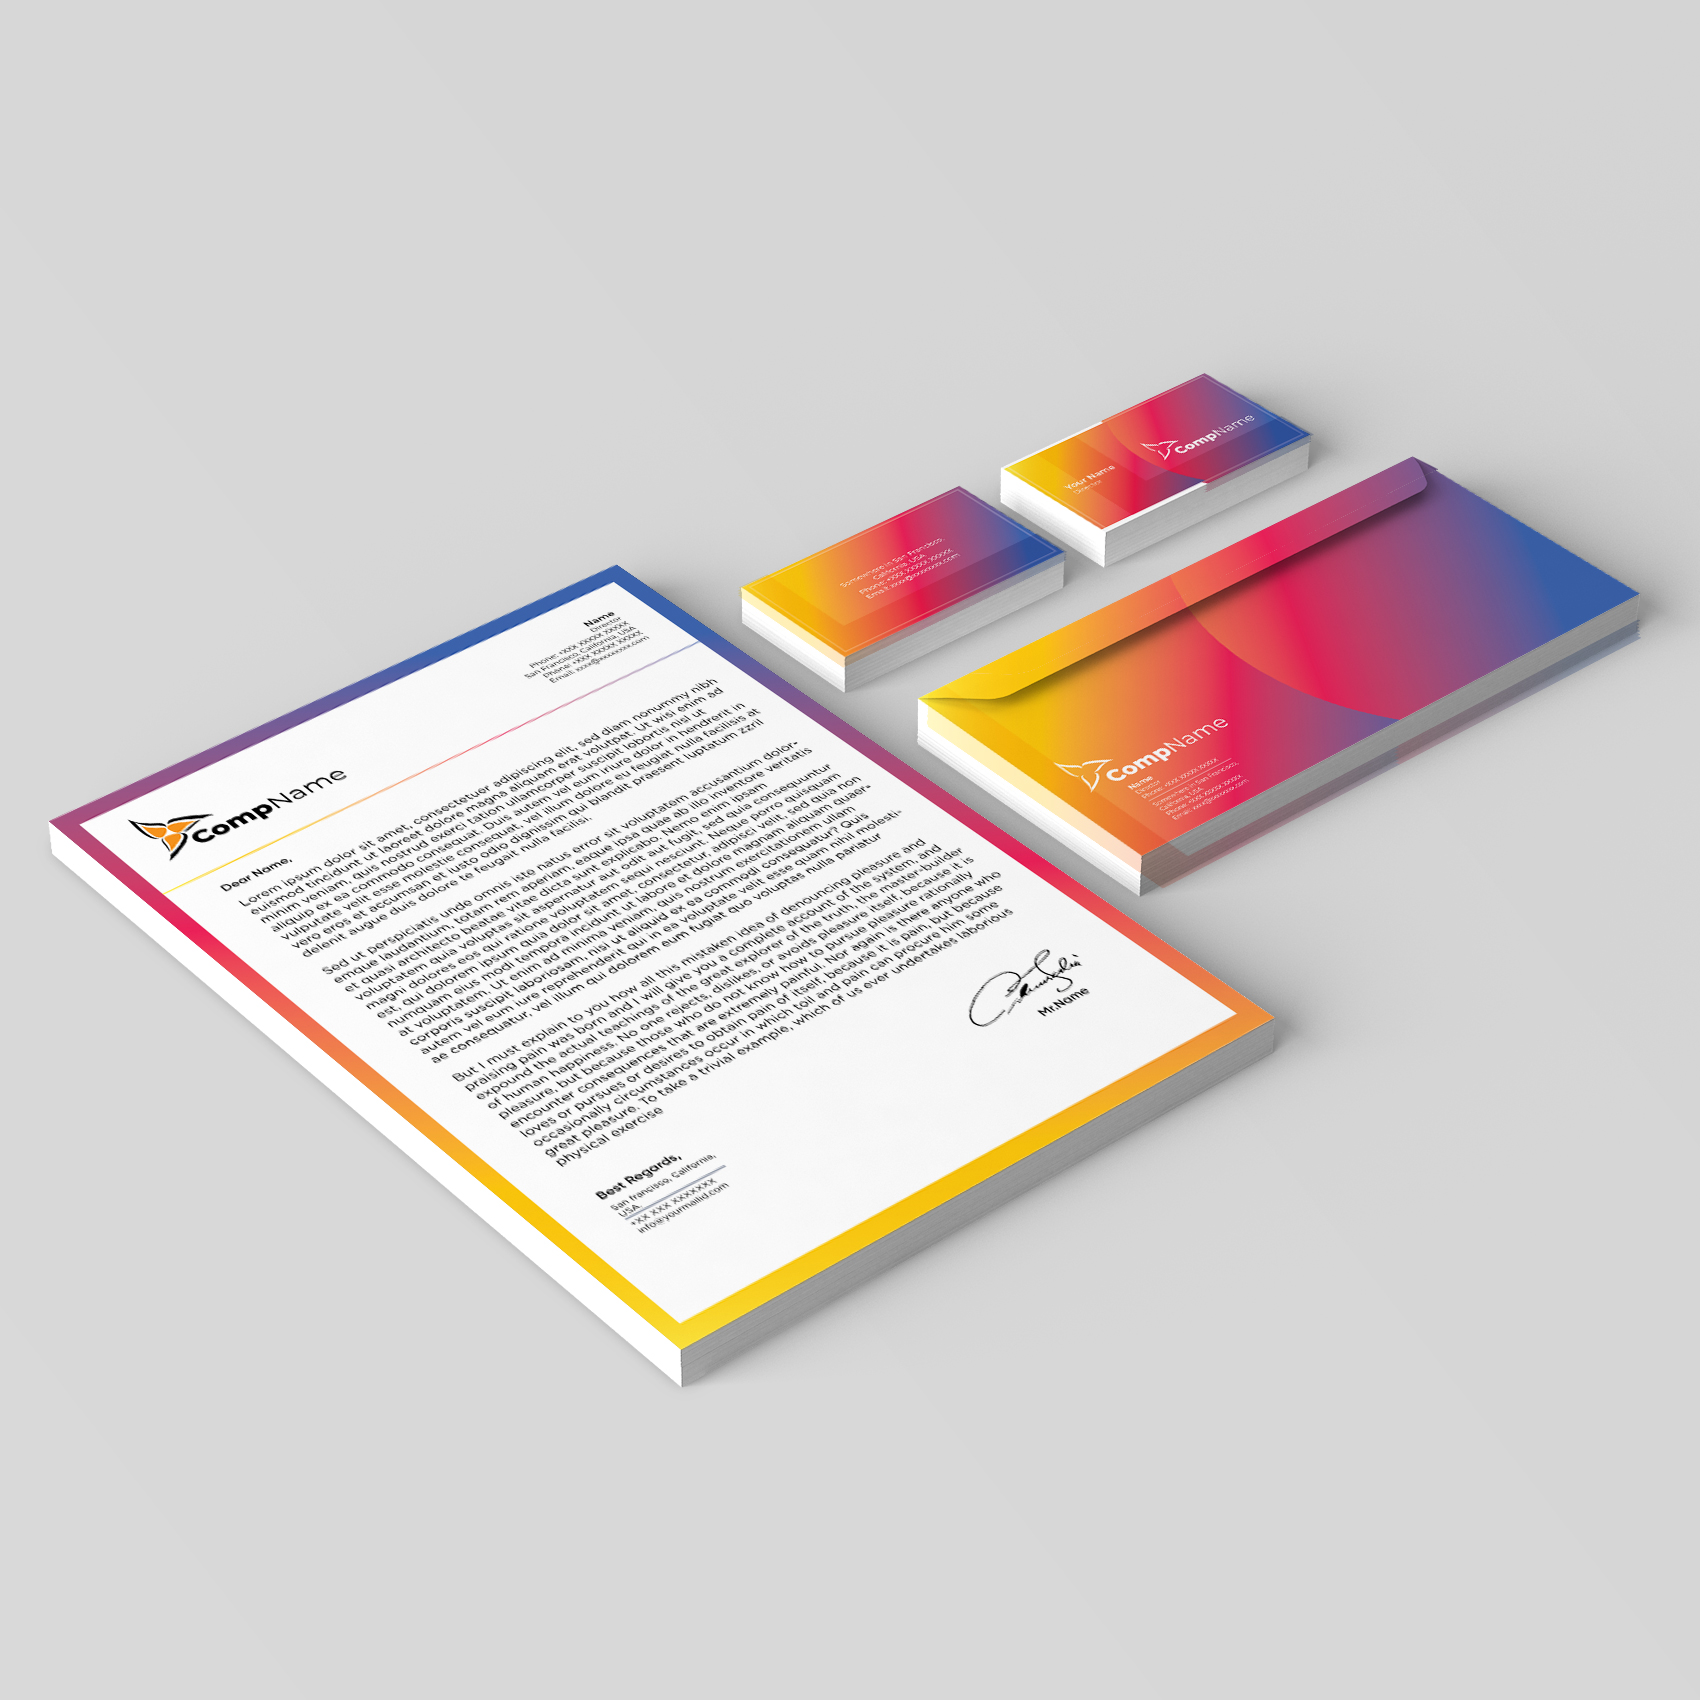 CompName
Name
Director
Phone: +XXX XXXXX XXXXX
San Francisco, California, USA
Phone: +XXX XXXXX XXXXX
Email: xxxx@xxxxxxxx.com
Dear Name,
Lorem ipsum dolor sit amet, consectetuer adipiscing elit, sed diam nonummy nibh
euismod tincidunt ut laoreet dolore magna aliquam erat volutpat. Ut wisi enim ad
minim veniam, quis nostrud exerci tation ullamcorper suscipit lobortis nisl ut
aliquip ex ea commodo consequat. Duis autem vel eum iriure dolor in hendrerit in
vulputate velit esse molestie consequat, vel illum dolore eu feugiat nulla facilisis at
vero eros et accumsan et iusto odio dignissim qui blandit praesent luptatum zzril
delenit augue duis dolore te feugait nulla facilisi.
Sed ut perspiciatis unde omnis iste natus error sit voluptatem accusantium dolor-
emque laudantium, totam rem aperiam, eaque ipsa quae ab illo inventore veritatis
et quasi architecto beatae vitae dicta sunt explicabo. Nemo enim ipsam
voluptatem quia voluptas sit aspernatur aut odit aut fugit, sed quia consequuntur
magni dolores eos qui ratione voluptatem sequi nesciunt. Neque porro quisquam
est, qui dolorem ipsum quia dolor sit amet, consectetur, adipisci velit, sed quia non
numquam eius modi tempora incidunt ut labore et dolore magnam aliquam quaer-
at voluptatem. Ut enim ad minima veniam, quis nostrum exercitationem ullam
corporis suscipit laboriosam, nisi ut aliquid ex ea commodi consequatur? Quis
autem vel eum iure reprehenderit qui in ea voluptate velit esse quam nihil molesti-
ae consequatur, vel illum qui dolorem eum fugiat quo voluptas nulla pariatur
But I must explain to you how all this mistaken idea of denouncing pleasure and
praising pain was born and I will give you a complete account of the system, and
expound the actual teachings of the great explorer of the truth, the master-builder
of human happiness. No one rejects, dislikes, or avoids pleasure itself, because it is
pleasure, but because those who do not know how to pursue pleasure rationally
encounter consequences that are extremely painful. Nor again is there anyone who
loves or pursues or desires to obtain pain of itself, because it is pain, but because
occasionally circumstances occur in which toil and pain can procure him some
great pleasure. To take a trivial example, which of us ever undertakes laborious
physical exercise
Mr.Name
Best Regards,
San francisco, California,
USA
+XX XXX XXXXXXX
info@yourmailid.com
Somewhere in San Francisco,
California, USA
Phone: +XXX XXXXX XXXXX
Email: xxxx@xxxxxxxx.com
Your Name
Director
CompName
CompName
Name
Director
Phone: +XXX XXXXX XXXXX
Somewhere in San Francisco,
California, USA
Phone: +XXX XXXXX XXXXX
Email: xxxx@xxxxxxxx.com